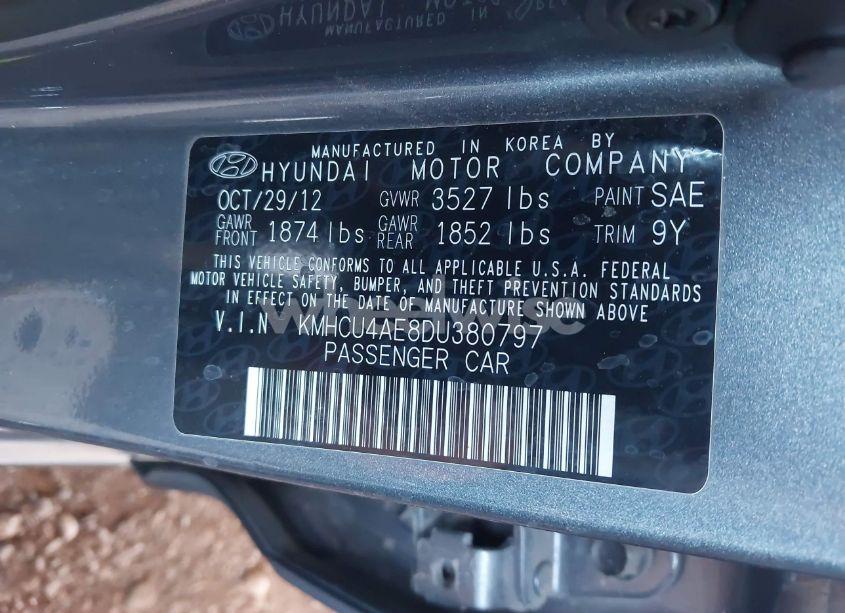 MANUFACTURED IN KOREA BY
HYUNDAI MOTOR COMPANY
OCT/29/12 GVWR 3527 lbs PAINT SAE
GAWR FRONT 1874 lbs GAWR REAR 1852 lbs TRIM 9Y
THIS VEHICLE CONFORMS TO ALL APPLICABLE U.S.A. FEDERAL
MOTOR VEHICLE SAFETY, BUMPER, AND THEFT PREVENTION STANDARDS
IN EFFECT ON THE DATE OF MANUFACTURE SHOWN ABOVE
V.I.N KMHCU4AE8DU380797
PASSENGER CAR